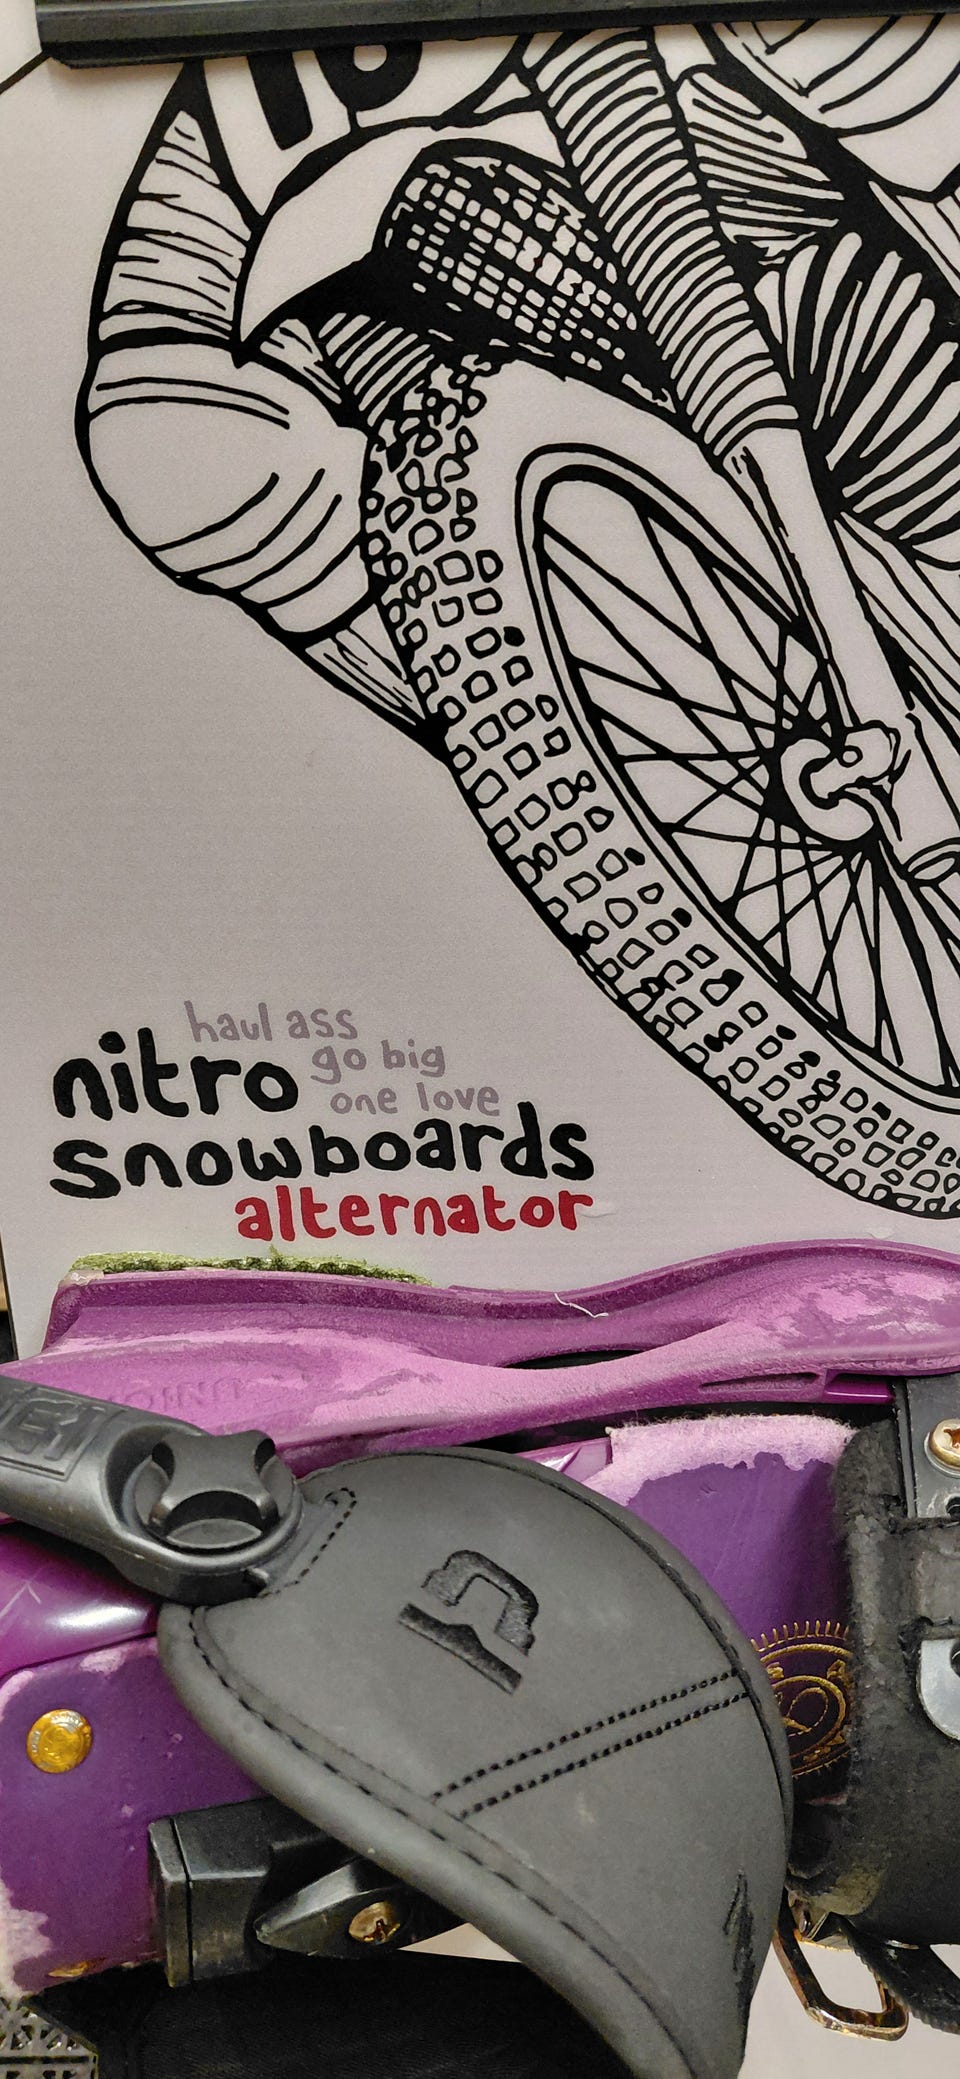 haul ass
nitro go big
one love
snowboards
alternator